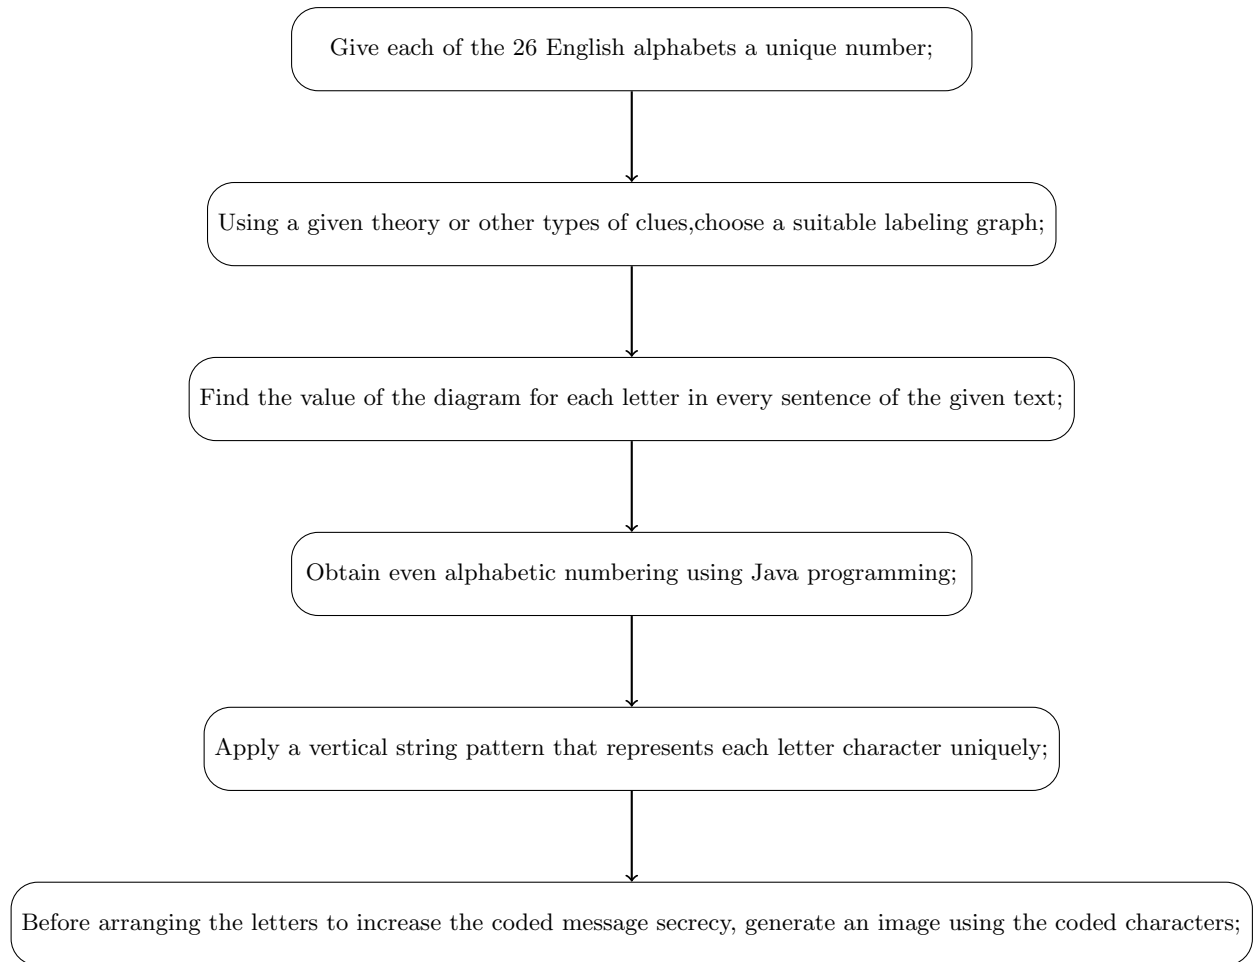 Give each of the 26 English alphabets a unique number;
Using a given theory or other types of clues,choose a suitable labeling graph;
Find the value of the diagram for each letter in every sentence of the given text;
Obtain even alphabetic numbering using Java programming;
Apply a vertical string pattern that represents each letter character uniquely;
Before arranging the letters to increase the coded message secrecy, generate an image using the coded characters;